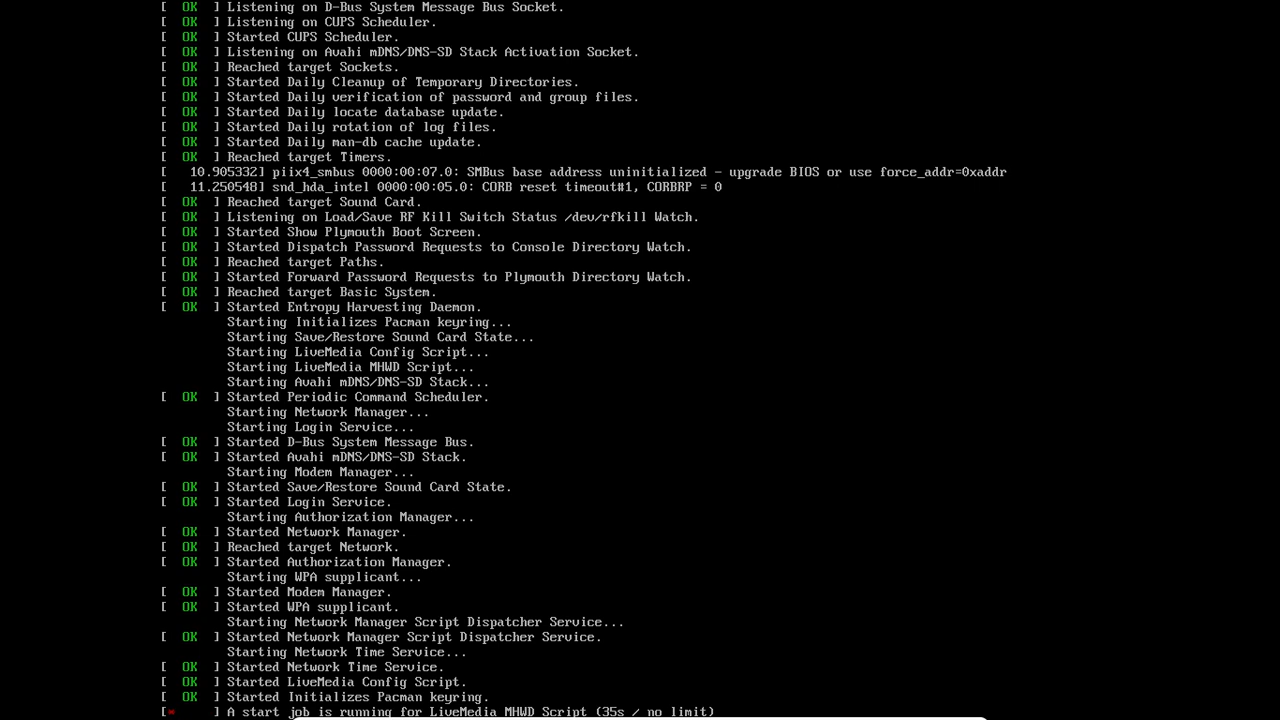 [  OK  ] Listening on D-Bus System Message Bus Socket.
[  OK  ] Listening on CUPS Scheduler.
[  OK  ] Started CUPS Scheduler.
[  OK  ] Listening on Avahi mDNS/DNS-SD Stack Activation Socket.
[  OK  ] Reached target Sockets.
[  OK  ] Started Daily Cleanup of Temporary Directories.
[  OK  ] Started Daily verification of password and group files.
[  OK  ] Started Daily locate database update.
[  OK  ] Started Daily rotation of log files.
[  OK  ] Started Daily man-db cache update.
[  OK  ] Reached target Timers.
[   10.905332] piix4_smbus 0000:00:07.0: SMBus base address uninitialized - upgrade BIOS or use force_addr=0xaddr
[   11.250548] snd_hda_intel 0000:00:05.0: CORB reset timeout#1, CORBRP = 0
[  OK  ] Reached target Sound Card.
[  OK  ] Listening on Load/Save RF Kill Switch Status /dev/rfkill Watch.
[  OK  ] Started Show Plymouth Boot Screen.
[  OK  ] Started Dispatch Password Requests to Console Directory Watch.
[  OK  ] Reached target Paths.
[  OK  ] Started Forward Password Requests to Plymouth Directory Watch.
[  OK  ] Reached target Basic System.
[  OK  ] Started Entropy Harvesting Daemon.
Starting Initializes Pacman keyring...
Starting Save/Restore Sound Card State...
Starting LiveMedia Config Script...
Starting LiveMedia MHWD Script...
Starting Avahi mDNS/DNS-SD Stack...
[  OK  ] Started Periodic Command Scheduler.
Starting Network Manager...
Starting Login Service...
[  OK  ] Started D-Bus System Message Bus.
[  OK  ] Started Avahi mDNS/DNS-SD Stack.
Starting Modem Manager...
[  OK  ] Started Save/Restore Sound Card State.
[  OK  ] Started Login Service.
Starting Authorization Manager...
[  OK  ] Started Network Manager.
[  OK  ] Reached target Network.
[  OK  ] Started Authorization Manager.
Starting WPA supplicant...
[  OK  ] Started Modem Manager.
[  OK  ] Started WPA supplicant.
Starting Network Manager Script Dispatcher Service...
[  OK  ] Started Network Manager Script Dispatcher Service.
Starting Network Time Service...
[  OK  ] Started Network Time Service.
[  OK  ] Started LiveMedia Config Script.
[  OK  ] Started Initializes Pacman keyring.
[*     ] A start job is running for LiveMedia MHWD Script (35s / no limit)